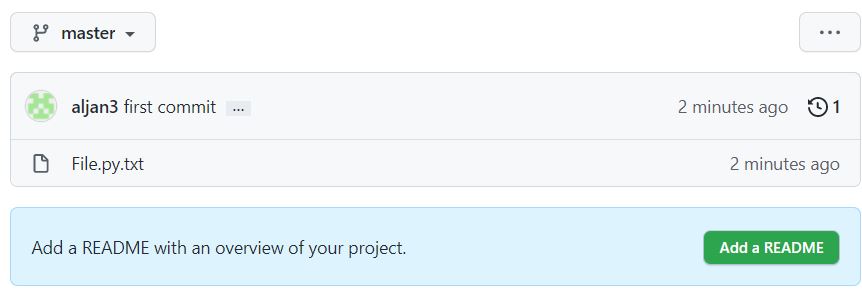 master
...
aljan3 first commit ... 2 minutes ago 1
File.py.txt 2 minutes ago
Add a README with an overview of your project. Add a README